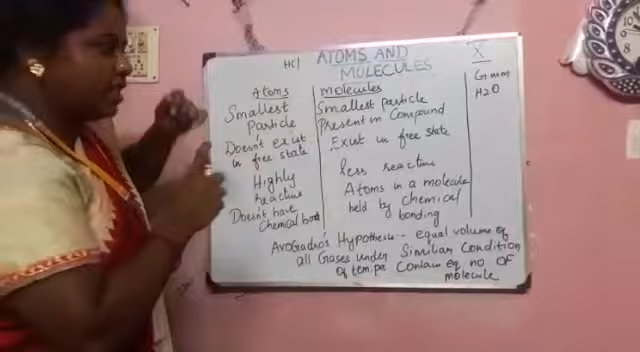 HCl
ATOMS AND
MOLECULES
X
Atoms
Smallest
Particle
Doesn't exist
in free state
Highly
reactive
Doesn't have
Chemical bond
molecules
Smallest particle
Present in Compound
Exist in free state
less reactive
Atoms in a molecule
held by chemical
bonding
Gmm
H2O
Avogadro's Hypothesis:- equal volume of
all Gases under Similar Condition
of tem, pre Contain eq. no OF
molecule